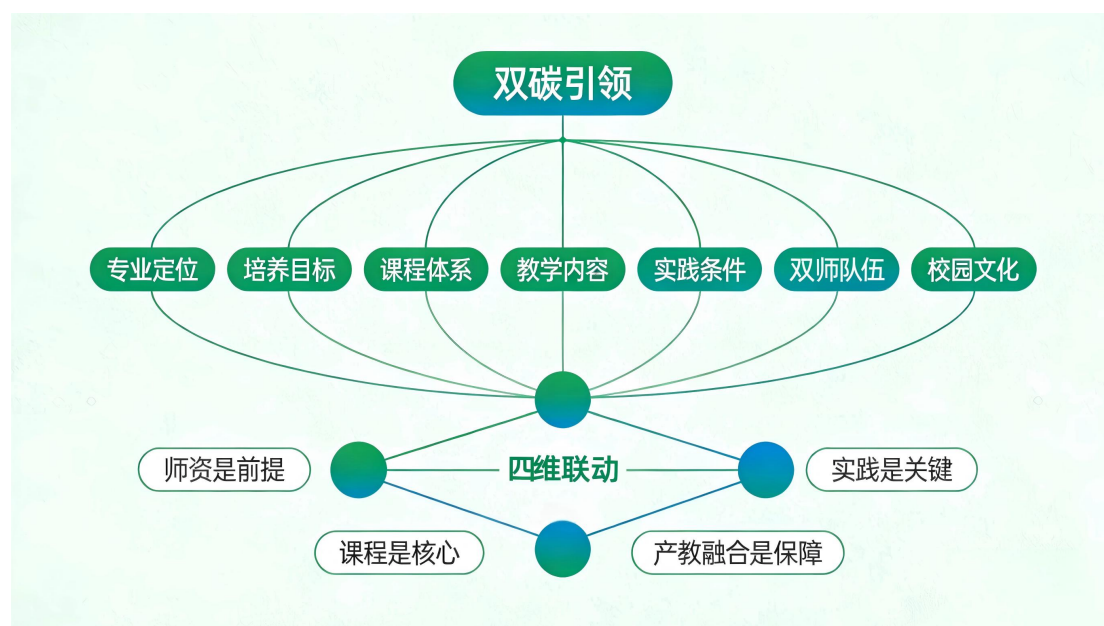 双碳引领
专业定位
培养目标
课程体系
教学内容
实践条件
双师队伍
校园文化
师资是前提
四维联动
实践是关键
课程是核心
产教融合是保障